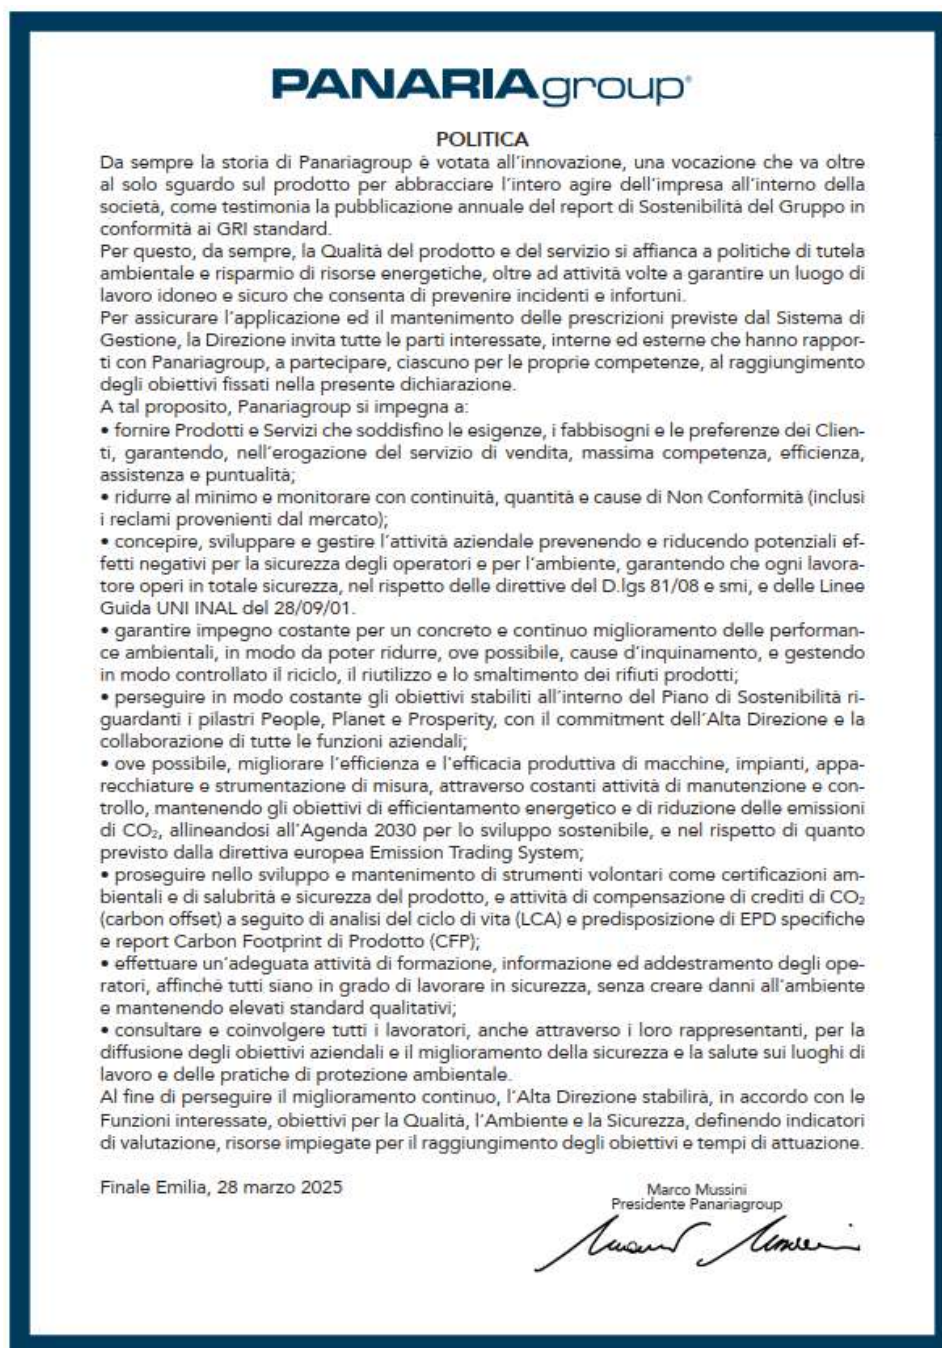 PANARIAgroup®
POLITICA
Da sempre la storia di Panariagroup è votata all'innovazione, una vocazione che va oltre
al solo sguardo sul prodotto per abbracciare l'intero agire dell'impresa all'interno della
società, come testimonia la pubblicazione annuale del report di Sostenibilità del Gruppo in
conformità ai GRI standard.
Per questo, da sempre, la Qualità del prodotto e del servizio si affianca a politiche di tutela
ambientale e risparmio di risorse energetiche, oltre ad attività volte a garantire un luogo di
lavoro idoneo e sicuro che consenta di prevenire incidenti e infortuni.
Per assicurare l'applicazione ed il mantenimento delle prescrizioni previste dal Sistema di
Gestione, la Direzione invita tutte le parti interessate, interne ed esterne che hanno rappor-
ti con Panariagroup, a partecipare, ciascuno per le proprie competenze, al raggiungimento
degli obiettivi fissati nella presente dichiarazione.
A tal proposito, Panariagroup si impegna a:
• fornire Prodotti e Servizi che soddisfino le esigenze, i fabbisogni e le preferenze dei Clien-
ti, garantendo, nell'erogazione del servizio di vendita, massima competenza, efficienza,
assistenza e puntualità;
• ridurre al minimo e monitorare con continuità, quantità e cause di Non Conformità (inclusi
i reclami provenienti dal mercato);
• concepire, sviluppare e gestire l'attività aziendale prevenendo e riducendo potenziali ef-
fetti negativi per la sicurezza degli operatori e per l'ambiente, garantendo che ogni lavora-
tore operi in totale sicurezza, nel rispetto delle direttive del D.lgs 81/08 e smi, e delle Linee
Guida UNI INAL del 28/09/01.
• garantire impegno costante per un concreto e continuo miglioramento delle performan-
ce ambientali, in modo da poter ridurre, ove possibile, cause d'inquinamento, e gestendo
in modo controllato il riciclo, il riutilizzo e lo smaltimento dei rifiuti prodotti;
• perseguire in modo costante gli obiettivi stabiliti all'interno del Piano di Sostenibilità ri-
guardanti i pilastri People, Planet e Prosperity, con il commitment dell'Alta Direzione e la
collaborazione di tutte le funzioni aziendali;
• ove possibile, migliorare l'efficienza e l'efficacia produttiva di macchine, impianti, appa-
recchiature e strumentazione di misura, attraverso costanti attività di manutenzione e con-
trollo, mantenendo gli obiettivi di efficientamento energetico e di riduzione delle emissioni
di CO₂, allineandosi all'Agenda 2030 per lo sviluppo sostenibile, e nel rispetto di quanto
previsto dalla direttiva europea Emission Trading System;
• proseguire nello sviluppo e mantenimento di strumenti volontari come certificazioni am-
bientali e di salubrità e sicurezza del prodotto, e attività di compensazione di crediti di CO₂
(carbon offset) a seguito di analisi del ciclo di vita (LCA) e predisposizione di EPD specifiche
e report Carbon Footprint di Prodotto (CFP);
• effettuare un'adeguata attività di formazione, informazione ed addestramento degli ope-
ratori, affinché tutti siano in grado di lavorare in sicurezza, senza creare danni all'ambiente
e mantenendo elevati standard qualitativi;
• consultare e coinvolgere tutti i lavoratori, anche attraverso i loro rappresentanti, per la
diffusione degli obiettivi aziendali e il miglioramento della sicurezza e la salute sui luoghi di
lavoro e delle pratiche di protezione ambientale.
Al fine di perseguire il miglioramento continuo, l'Alta Direzione stabilirà, in accordo con le
Funzioni interessate, obiettivi per la Qualità, l'Ambiente e la Sicurezza, definendo indicatori
di valutazione, risorse impiegate per il raggiungimento degli obiettivi e tempi di attuazione.
Finale Emilia, 28 marzo 2025
Marco Mussini
Presidente Panariagroup